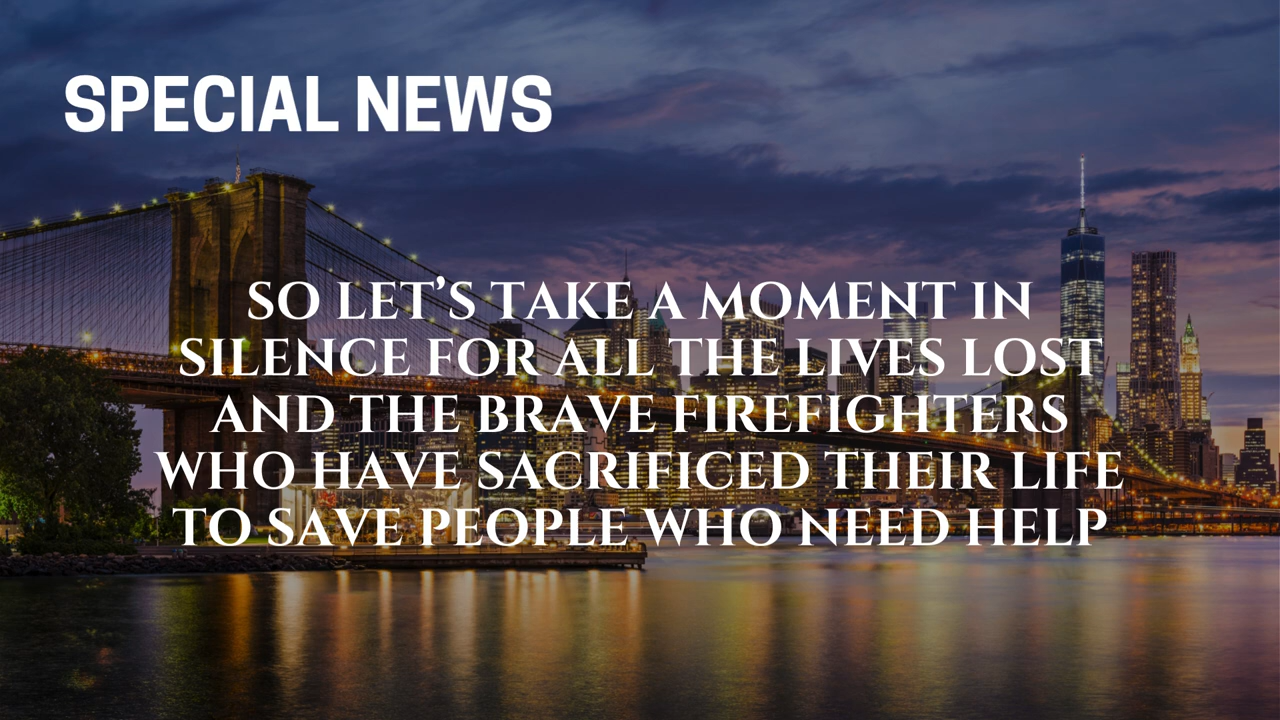 SPECIAL NEWS
SO LET’S TAKE A MOMENT IN
SILENCE FOR ALL THE LIVES LOST
AND THE BRAVE FIREFIGHTERS
WHO HAVE SACRIFICED THEIR LIFE
TO SAVE PEOPLE WHO NEED HELP